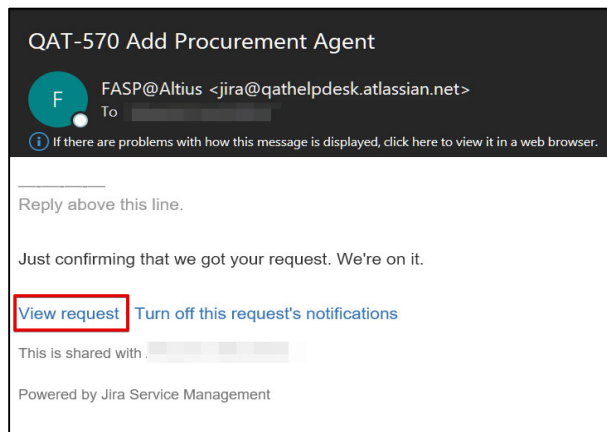 QAT-570 Add Procurement Agent
F
FASP@Altius <jira@qathelpdesk.atlassian.net>
To
If there are problems with how this message is displayed, click here to view it in a web browser.
—-—-—-—
Reply above this line.
Just confirming that we got your request. We're on it.
View request Turn off this request's notifications
This is shared with
Powered by Jira Service Management